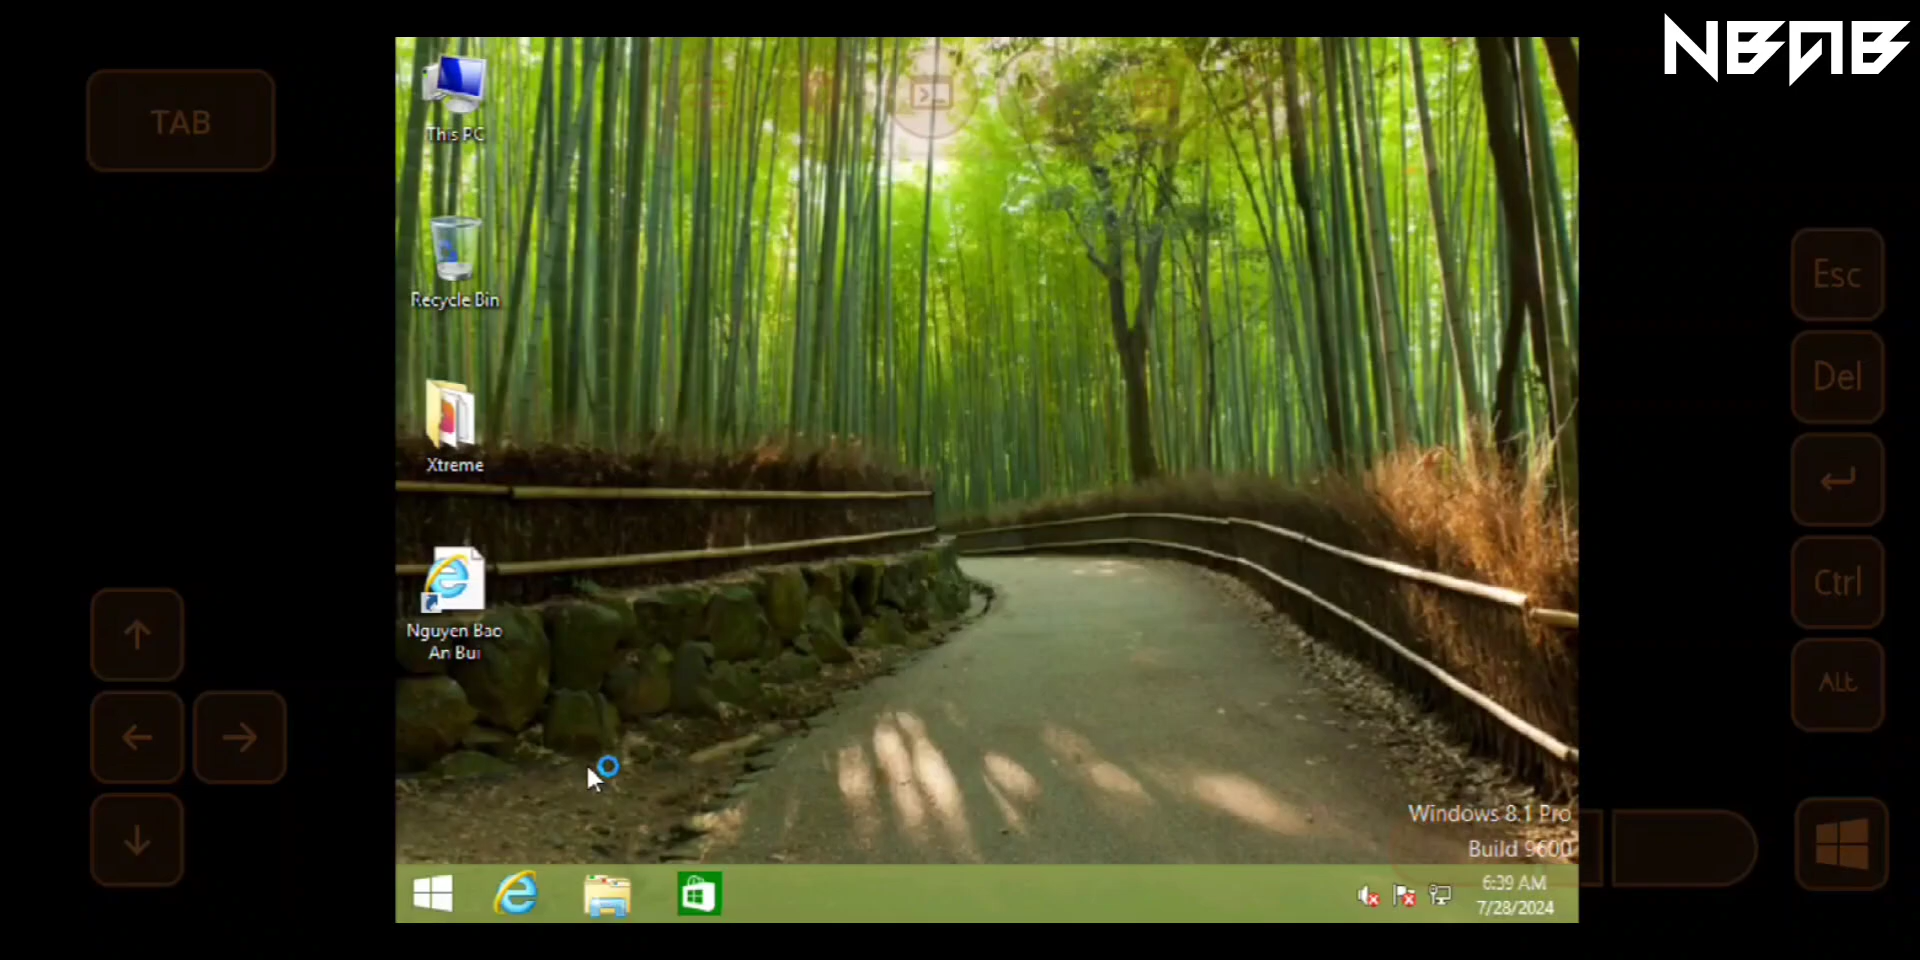 NBAB
TAB
This PC
Recycle Bin
Xtreme
Nguyen Bao
An Bui
Esc
Del
Ctrl
ALt
Windows 8.1 Pro
Build 9600
6:39 AM
7/28/2024